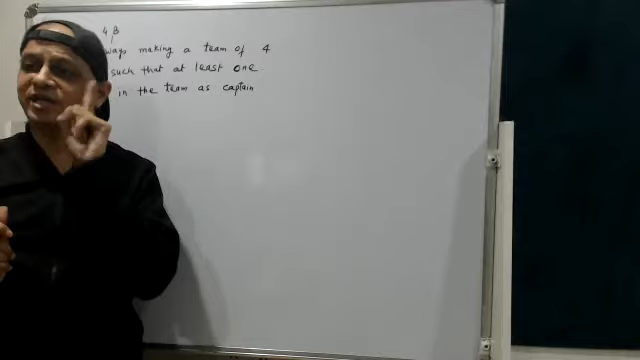 4 B
ways making a team of 4
such that at least one
in the team as captain